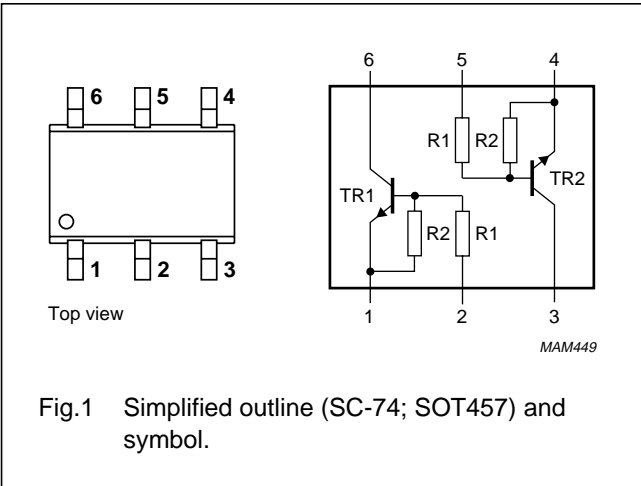 6 5 4
1 2 3
Top view
6 5 4
R1 R2
TR2
TR1
R2 R1
1 2 3
MAM449
Fig.1 Simplified outline (SC-74; SOT457) and
symbol.